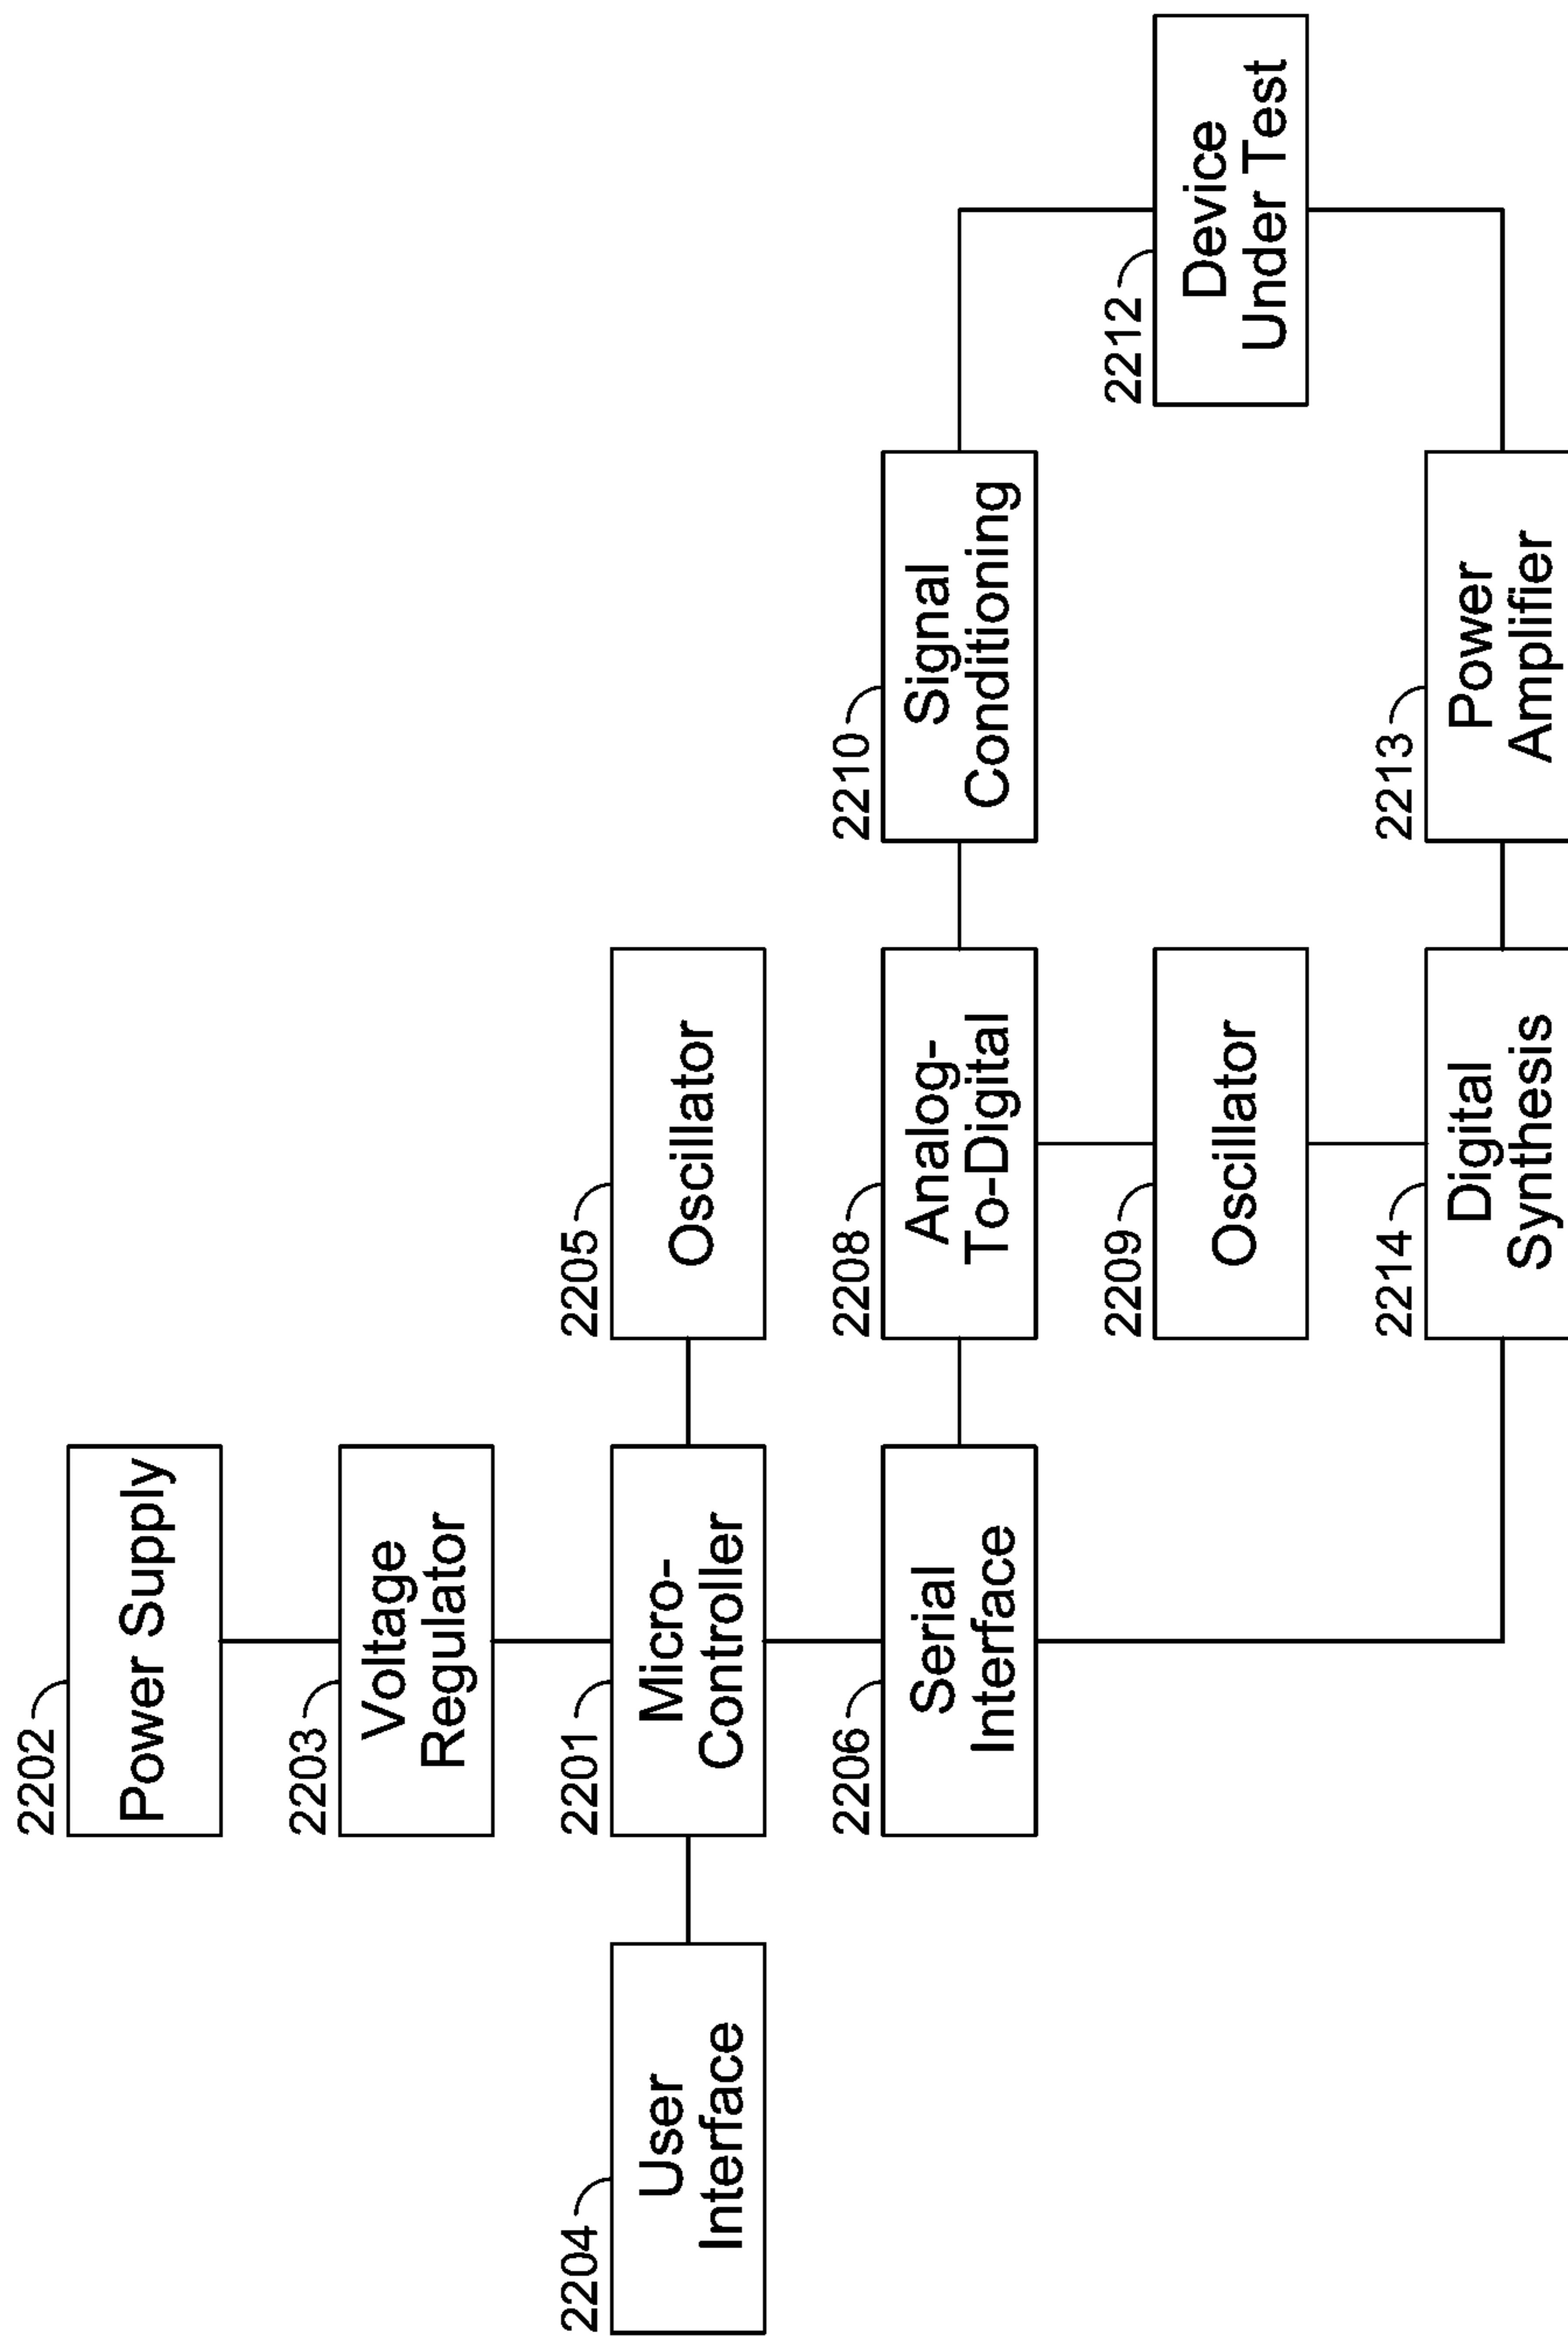 2202
Power Supply
2203
Voltage
Regulator
2204
User
Interface
2201
Micro-
Controller
2205
Oscillator
2206
Serial
Interface
2208
Analog-
To-Digital
2210
Signal
Conditioning
2209
Oscillator
2212
Device
Under Test
2214
Digital
Synthesis
2213
Power
Amplifier